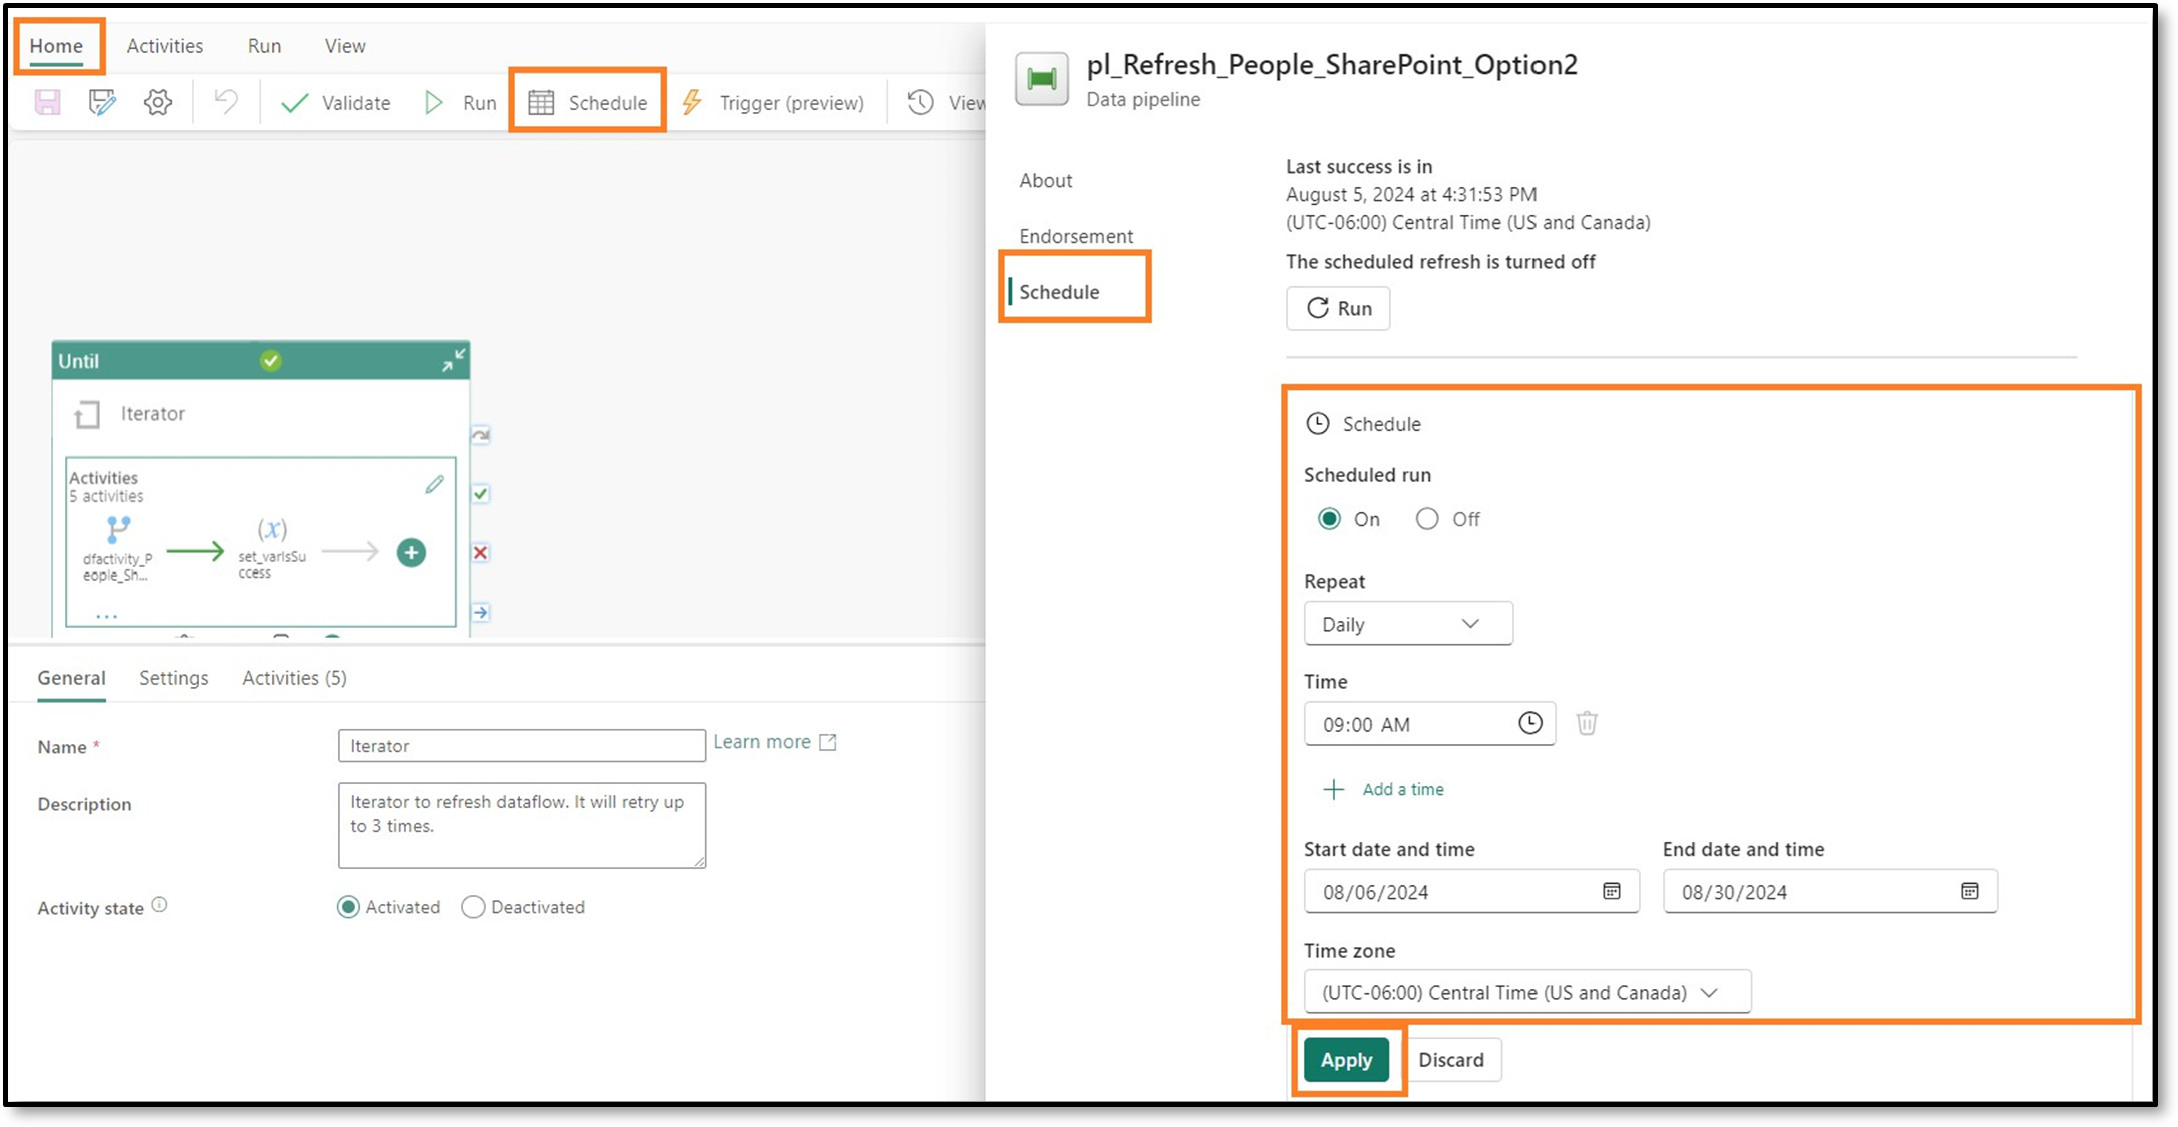 Home Activities Run View
Validate Run Schedule Trigger (preview) View
Until
Iterator
Activities
5 activities
(x)
dfactivity_P
eople_Sh...
set_varIsSu
ccess
...
General Settings Activities (5)
Name *
Iterator
Learn more
Description
Iterator to refresh dataflow. It will retry up
to 3 times.
Activity state
Activated Deactivated
pl_Refresh_People_SharePoint_Option2
Data pipeline
About
Endorsement
Schedule
Last success is in
August 5, 2024 at 4:31:53 PM
(UTC-06:00) Central Time (US and Canada)
The scheduled refresh is turned off
Run
Schedule
Scheduled run
On Off
Repeat
Daily
Time
09:00 AM
Add a time
Start date and time End date and time
08/06/2024 08/30/2024
Time zone
(UTC-06:00) Central Time (US and Canada)
Apply Discard